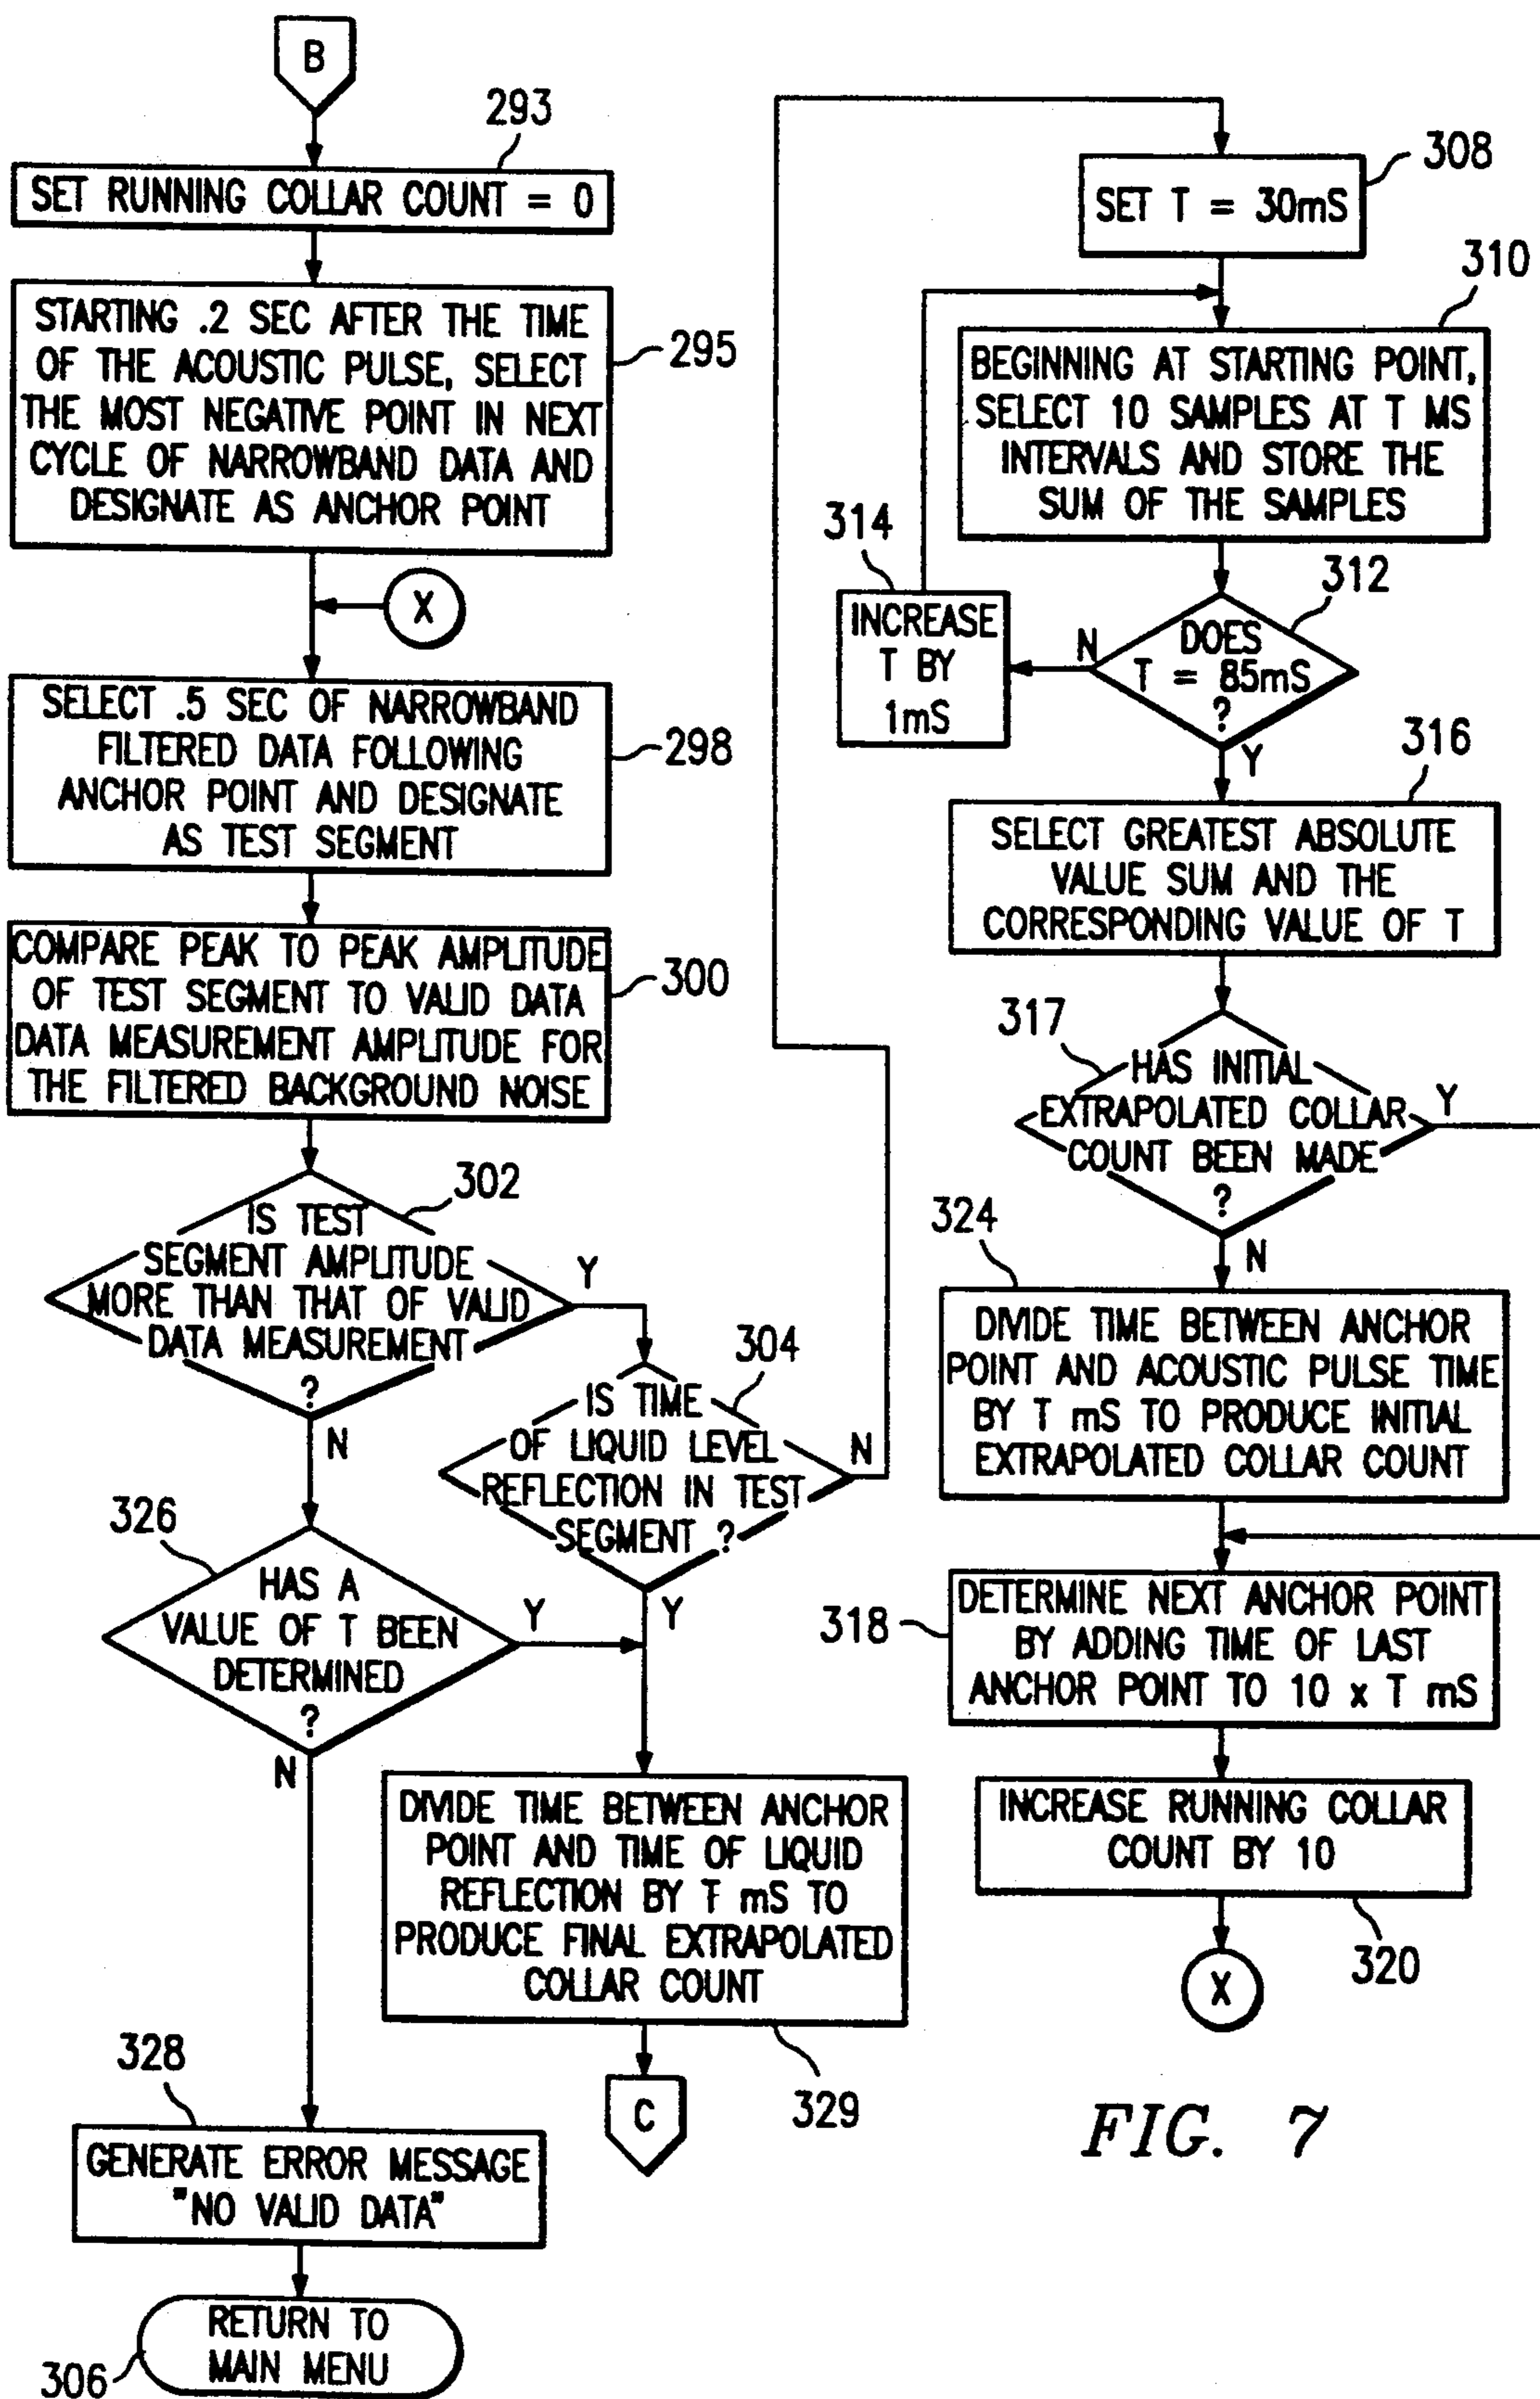 B
293
SET RUNNING COLLAR COUNT = 0
STARTING .2 SEC AFTER THE TIME
OF THE ACOUSTIC PULSE, SELECT
THE MOST NEGATIVE POINT IN NEXT
CYCLE OF NARROWBAND DATA AND
DESIGNATE AS ANCHOR POINT
295
X
SELECT .5 SEC OF NARROWBAND
FILTERED DATA FOLLOWING
ANCHOR POINT AND DESIGNATE
AS TEST SEGMENT
298
COMPARE PEAK TO PEAK AMPLITUDE
OF TEST SEGMENT TO VALID DATA
DATA MEASUREMENT AMPLITUDE FOR
THE FILTERED BACKGROUND NOISE
300
302
IS TEST
SEGMENT AMPLITUDE
MORE THAN THAT OF VALID
DATA MEASUREMENT
?
Y
N
304
IS TIME
OF LIQUID LEVEL
REFLECTION IN TEST
SEGMENT ?
N
Y
326
HAS A
VALUE OF T BEEN
DETERMINED
?
Y
N
DIVIDE TIME BETWEEN ANCHOR
POINT AND TIME OF LIQUID
REFLECTION BY T mS TO
PRODUCE FINAL EXTRAPOLATED
COLLAR COUNT
329
C
328
GENERATE ERROR MESSAGE
"NO VALID DATA"
RETURN TO
MAIN MENU
306
308
SET T = 30mS
310
BEGINNING AT STARTING POINT,
SELECT 10 SAMPLES AT T MS
INTERVALS AND STORE THE
SUM OF THE SAMPLES
314
INCREASE
T BY
1mS
312
DOES
T = 85mS
?
N
Y
316
SELECT GREATEST ABSOLUTE
VALUE SUM AND THE
CORRESPONDING VALUE OF T
317
HAS INITIAL
EXTRAPOLATED COLLAR
COUNT BEEN MADE
?
Y
N
324
DIVIDE TIME BETWEEN ANCHOR
POINT AND ACOUSTIC PULSE TIME
BY T mS TO PRODUCE INITIAL
EXTRAPOLATED COLLAR COUNT
318
DETERMINE NEXT ANCHOR POINT
BY ADDING TIME OF LAST
ANCHOR POINT TO 10 x T mS
INCREASE RUNNING COLLAR
COUNT BY 10
320
X
FIG. 7